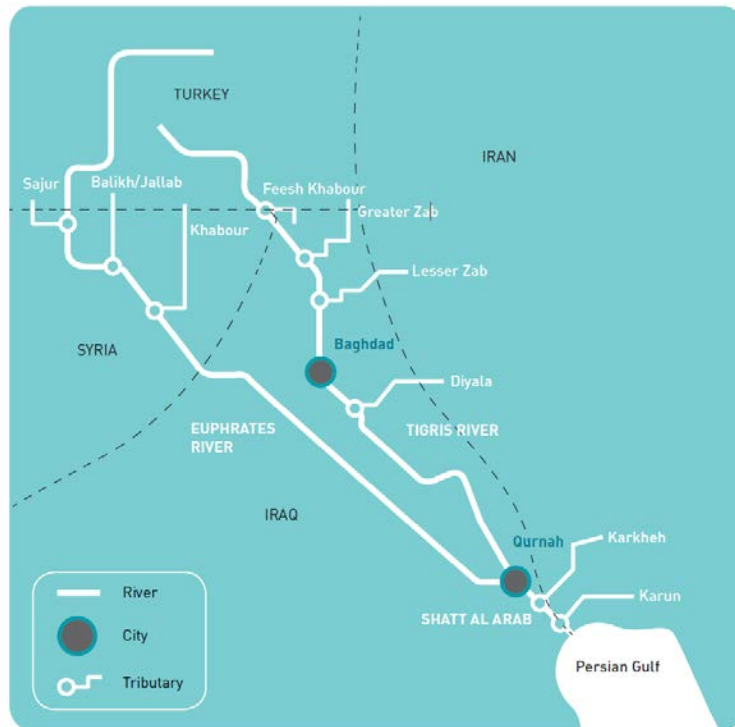 TURKEY
IRAN
Sajur
Balikh/Jallab
Feesh Khabour
Khabour
Greater Zab
Lesser Zab
SYRIA
Baghdad
Diyala
EUPHRATES
RIVER
TIGRIS RIVER
IRAQ
Qurnah
Karkheh
Karun
SHATT AL ARAB
Persian Gulf
River
City
Tributary